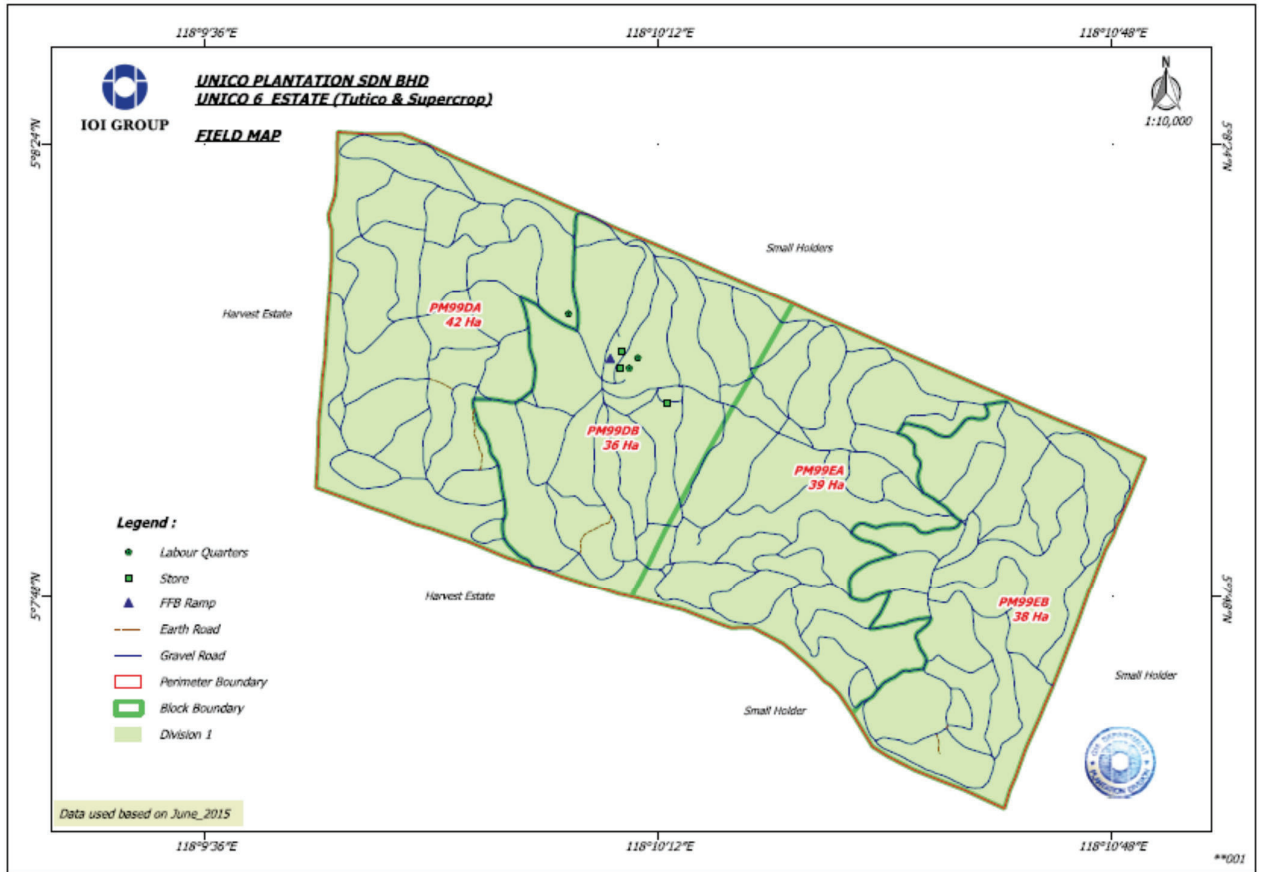 118°9'36"E
118°10'12"E
118°10'48"E
5°8'24"N
5°8'24"N
IOI GROUP
UNICO PLANTATION SDN BHD
UNICO 6 ESTATE (Tutico & Supercrop)
FIELD MAP
N
1:10,000
Small Holders
Harvest Estate
PM99DA
42 Ha
PM99DB
36 Ha
PM99EA
39 Ha
PM99EB
38 Ha
Harvest Estate
Small Holder
Small Holder
Legend :
Labour Quarters
Store
FFB Ramp
Earth Road
Gravel Road
Perimeter Boundary
Block Boundary
Division 1
5°7'48"N
5°7'48"N
PLANTATION DIVISION
Data used based on June_2015
118°9'36"E
118°10'12"E
118°10'48"E
**001